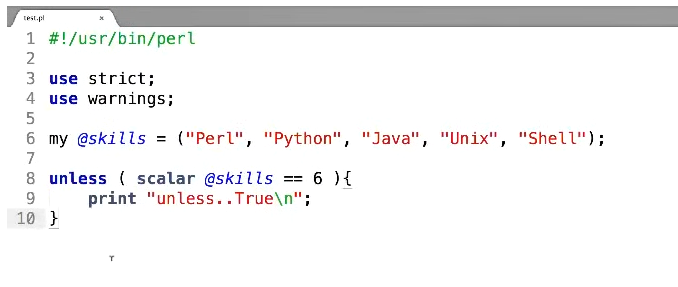 test.pl x
1 #!/usr/bin/perl
2
3 use strict;
4 use warnings;
5
6 my @skills = ("Perl", "Python", "Java", "Unix", "Shell");
7
8 unless ( scalar @skills == 6 ){
9     print "unless..True\n";
10 }